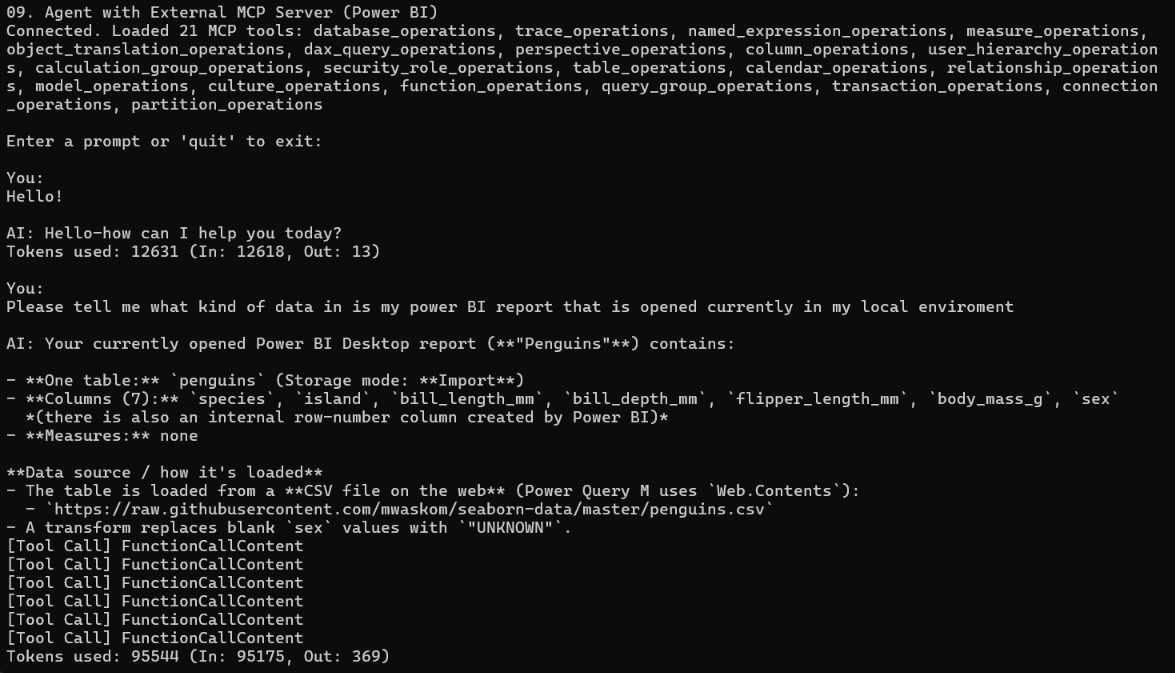 09. Agent with External MCP Server (Power BI)
Connected. Loaded 21 MCP tools: database_operations, trace_operations, named_expression_operations, measure_operations,
object_translation_operations, dax_query_operations, perspective_operations, column_operations, user_hierarchy_operation
s, calculation_group_operations, security_role_operations, table_operations, calendar_operations, relationship_operation
s, model_operations, culture_operations, function_operations, query_group_operations, transaction_operations, connection
_operations, partition_operations
Enter a prompt or 'quit' to exit:
You:
Hello!
AI: Hello—how can I help you today?
Tokens used: 12631 (In: 12618, Out: 13)
You:
Please tell me what kind of data in is my power BI report that is opened currently in my local enviroment
AI: Your currently opened Power BI Desktop report (**"Penguins"**) contains:
- **One table:** `penguins` (Storage mode: **Import**)
- **Columns (7):** `species`, `island`, `bill_length_mm`, `bill_depth_mm`, `flipper_length_mm`, `body_mass_g`, `sex`
*(there is also an internal row-number column created by Power BI)*
- **Measures:** none
**Data source / how it's loaded**
- The table is loaded from a **CSV file on the web** (Power Query M uses `Web.Contents`):
- `https://raw.githubusercontent.com/mwaskom/seaborn-data/master/penguins.csv`
- A transform replaces blank `sex` values with `"UNKNOWN"`.
[Tool Call] FunctionCallContent
[Tool Call] FunctionCallContent
[Tool Call] FunctionCallContent
[Tool Call] FunctionCallContent
[Tool Call] FunctionCallContent
[Tool Call] FunctionCallContent
Tokens used: 95544 (In: 95175, Out: 369)